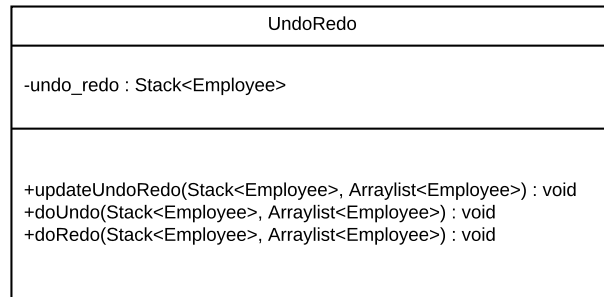 UndoRedo
-undo_redo : Stack<Employee>
+updateUndoRedo(Stack<Employee>, Arraylist<Employee>) : void
+doUndo(Stack<Employee>, Arraylist<Employee>) : void
+doRedo(Stack<Employee>, Arraylist<Employee>) : void